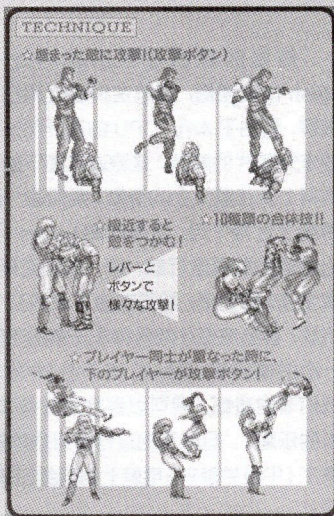 TECHNIQUE
☆埋まった敵に攻撃!(攻撃ボタン)
☆接近すると
敵をつかむ!
レバーと
ボタンで
様々な攻撃!
☆10種類の合体技!!
☆プレイヤー同士が重なった時に、
下のプレイヤーが攻撃ボタン!